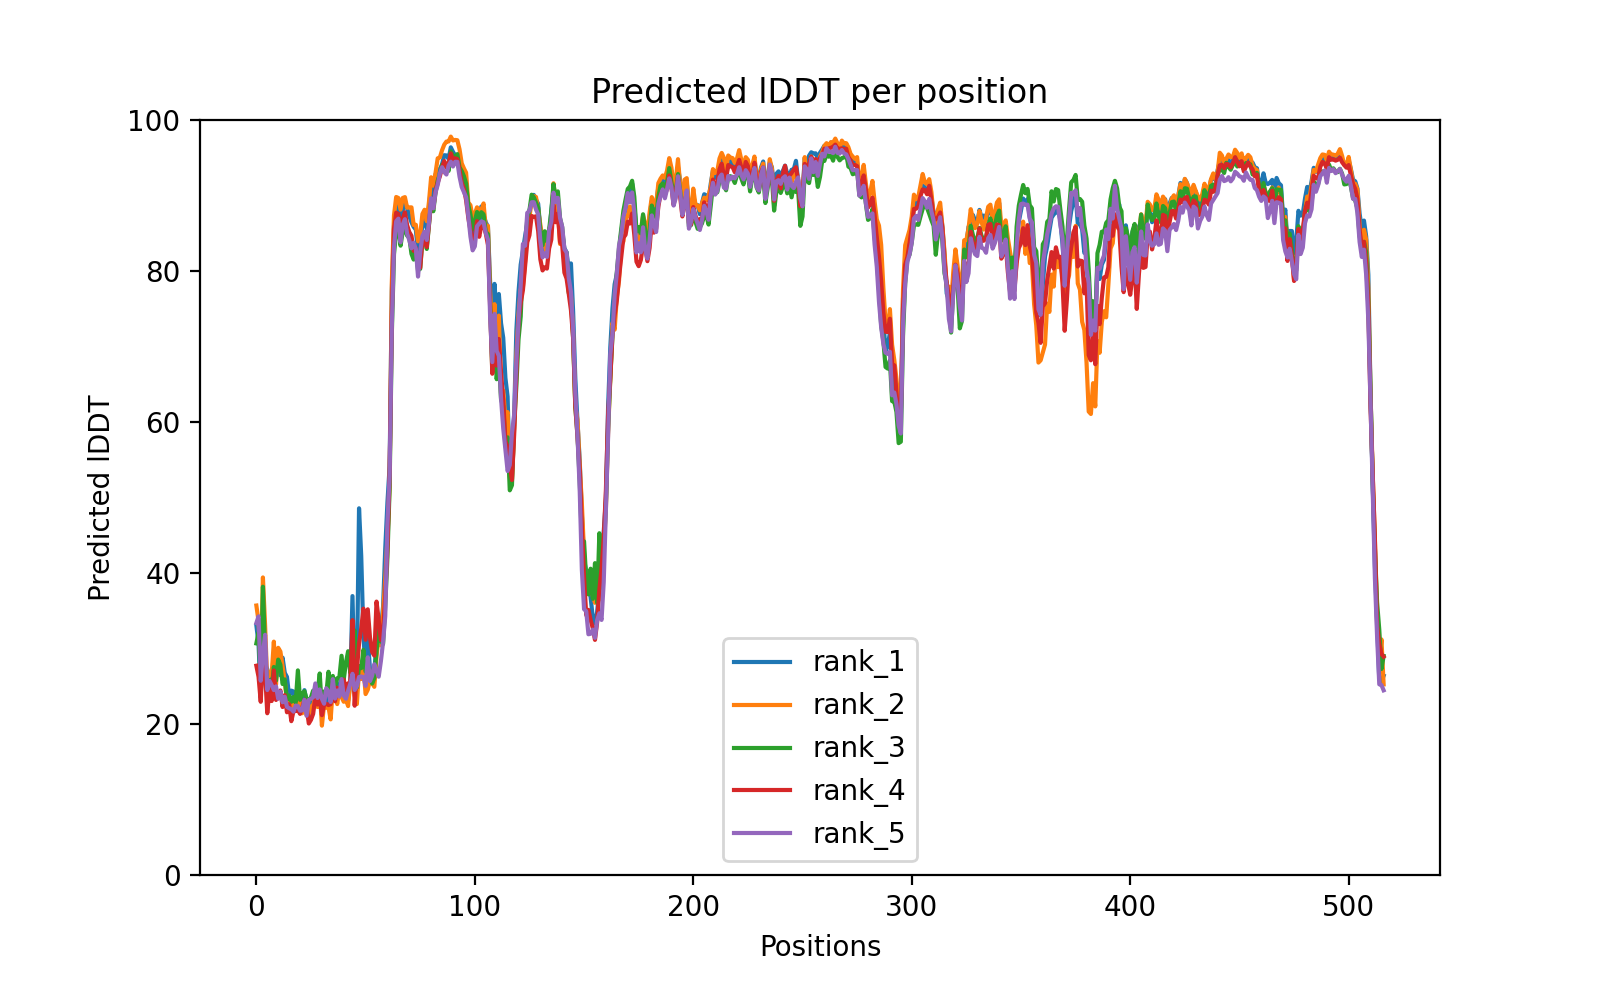 Predicted lDDT per position
100
80
60
40
20
0
Predicted lDDT
0 100 200 300 400 500
Positions
rank_1
rank_2
rank_3
rank_4
rank_5